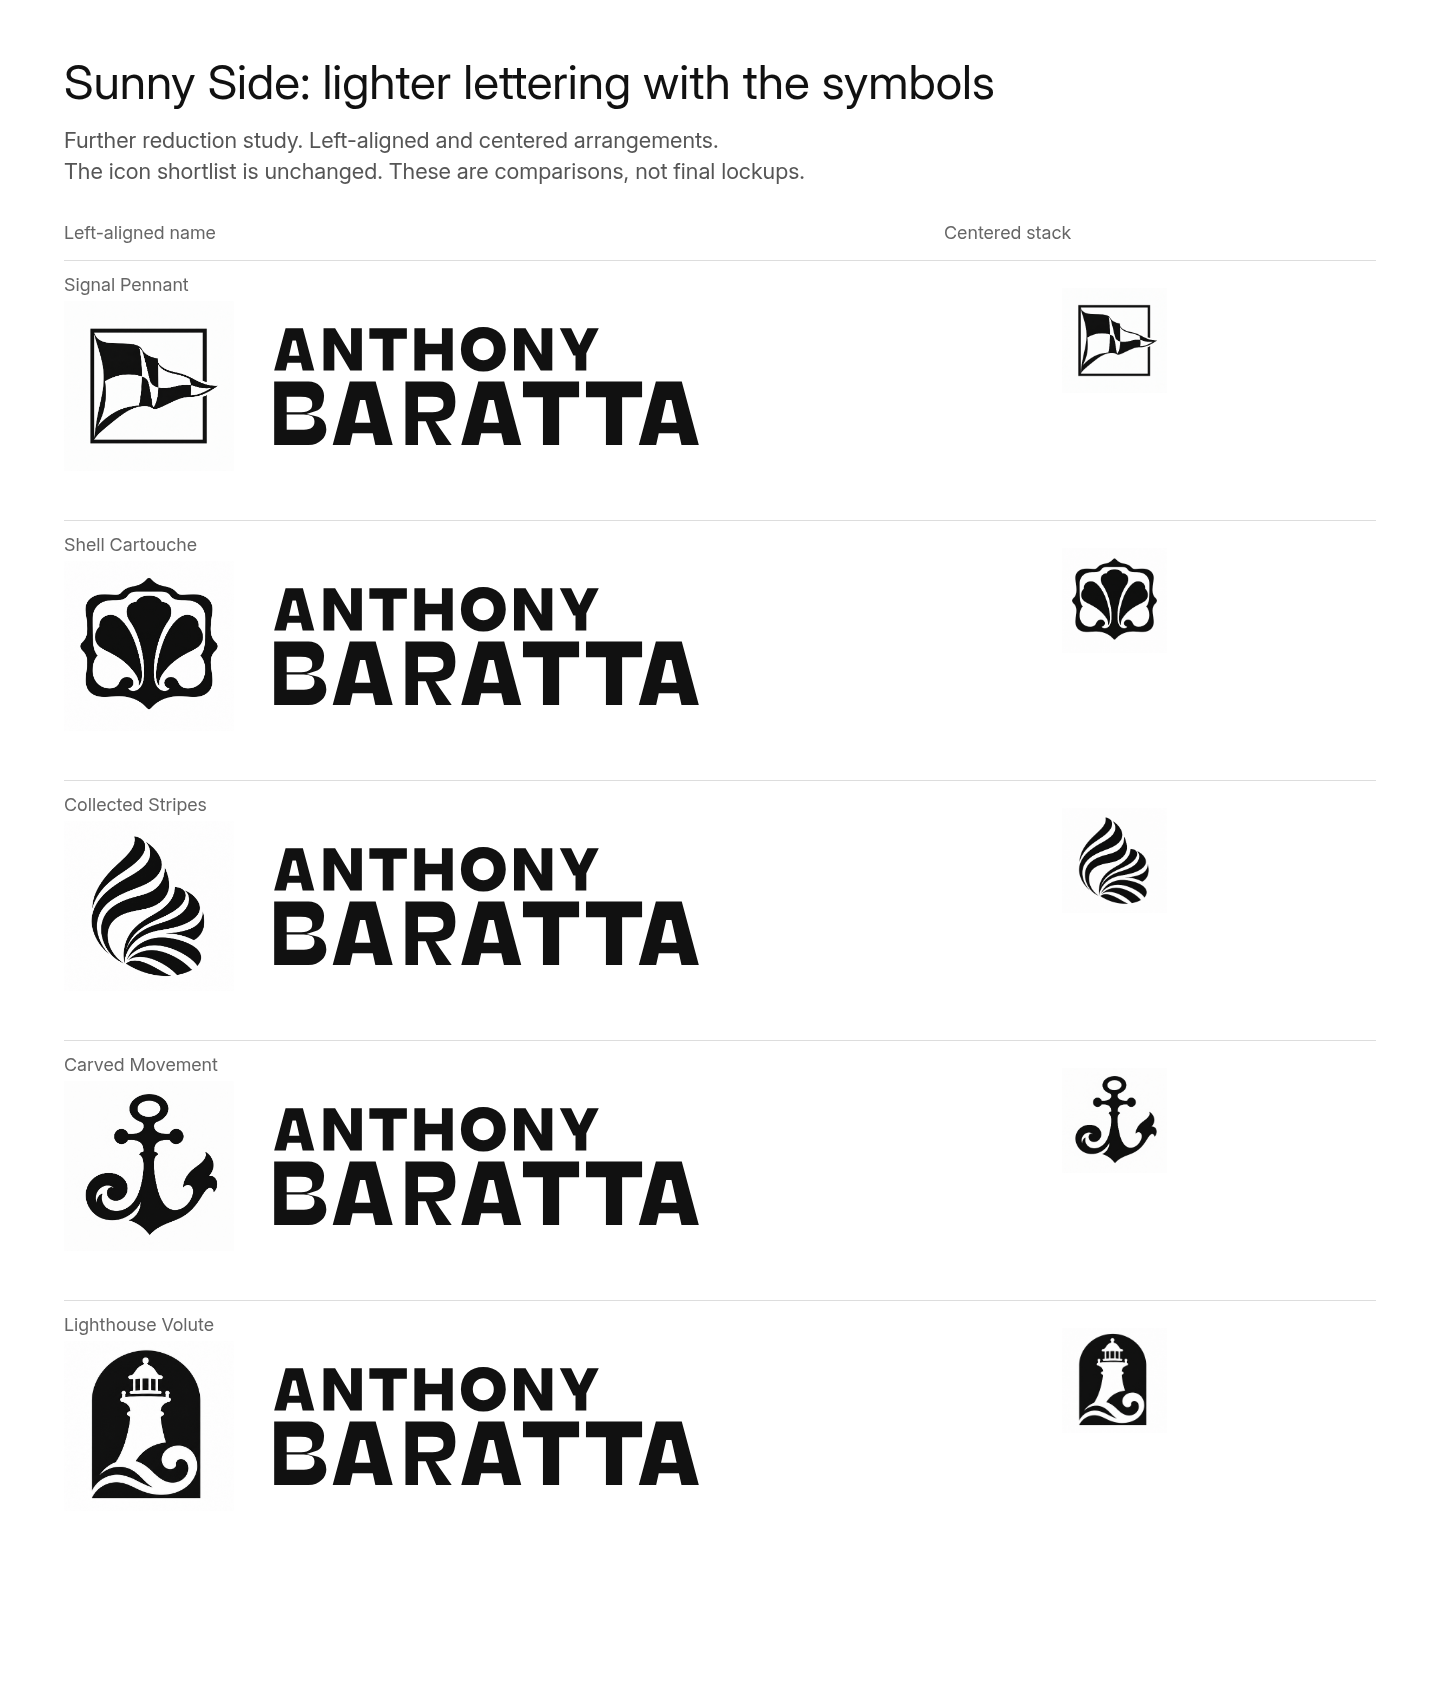 Sunny Side: lighter lettering with the symbols
Further reduction study. Left-aligned and centered arrangements.
The icon shortlist is unchanged. These are comparisons, not final lockups.
Left-aligned name
Centered stack
Signal Pennant
ANTHONY
BARATTA
Shell Cartouche
ANTHONY
BARATTA
Collected Stripes
ANTHONY
BARATTA
Carved Movement
ANTHONY
BARATTA
Lighthouse Volute
ANTHONY
BARATTA